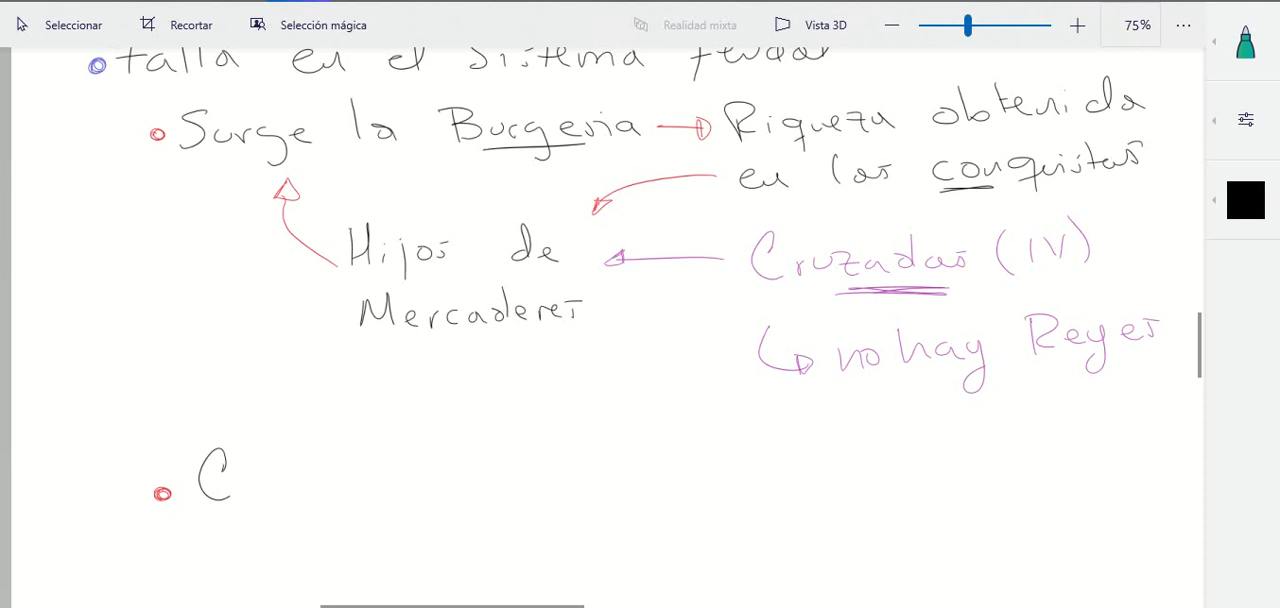 Seleccionar Recortar Selección mágica Realidad mixta Vista 3D 75%
falla en el sistema feudal
Surge la Burgesia → Riqueza obtenida
en las conquistas
Hijos de Cruzadas (IV)
Mercaderes
no hay Reyes
C